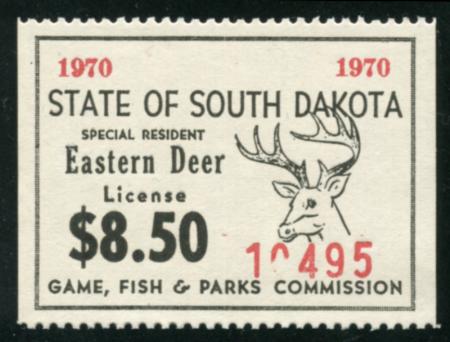 1970 1970
STATE OF SOUTH DAKOTA
SPECIAL RESIDENT
Eastern Deer
License
$8.50
10495
GAME, FISH & PARKS COMMISSION